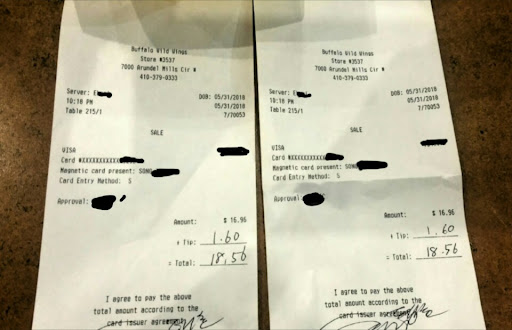 Buffalo Wild Wings
Store #3537
7000 Arundel Mills Cir #
410-379-0333
Server: E
DOB: 05/31/2018
10:18 PM
05/31/2018
Table 215/1
7/70053
SALE
VISA
Card #XXXXXXXXXXXX
Magnetic card present: SONG
Card Entry Method: S
Approval:
Amount: $ 16.96
+ Tip: 1.60
= Total: 18.56
I agree to pay the above
total amount according to the
card issuer agreement.
Buffalo Wild Wings
Store #3537
7000 Arundel Mills Cir #
410-379-0333
Server:
DOB: 05/31/2018
10:18 PM
05/31/2018
Table 215/1
7/70053
SALE
VISA
Card #XXXXXXXXXXXX
Magnetic card present: SONG
Card Entry Method: S
Approval:
Amount: $ 16.96
+ Tip: 1.60
= Total: 18.56
I agree to pay the above
total amount according to the
card issuer agreement.